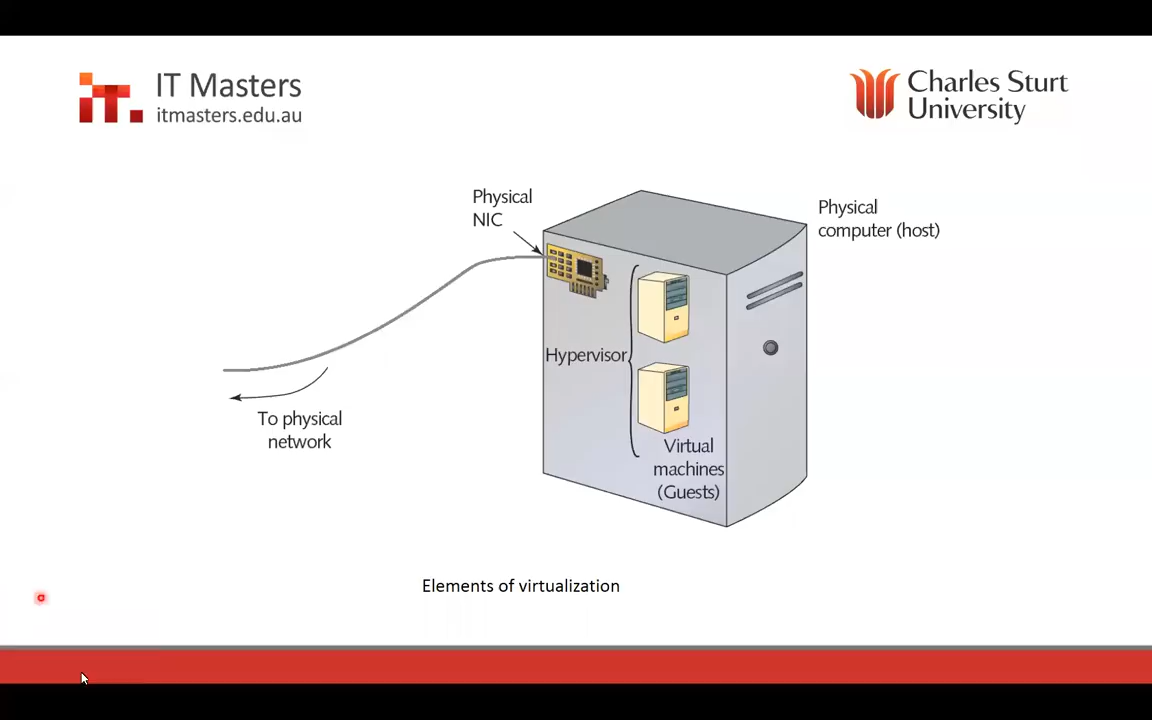 IT Masters
itmasters.edu.au
Charles Sturt
University
Physical
NIC
Physical
computer (host)
Hypervisor
To physical
network
Virtual
machines
(Guests)
Elements of virtualization